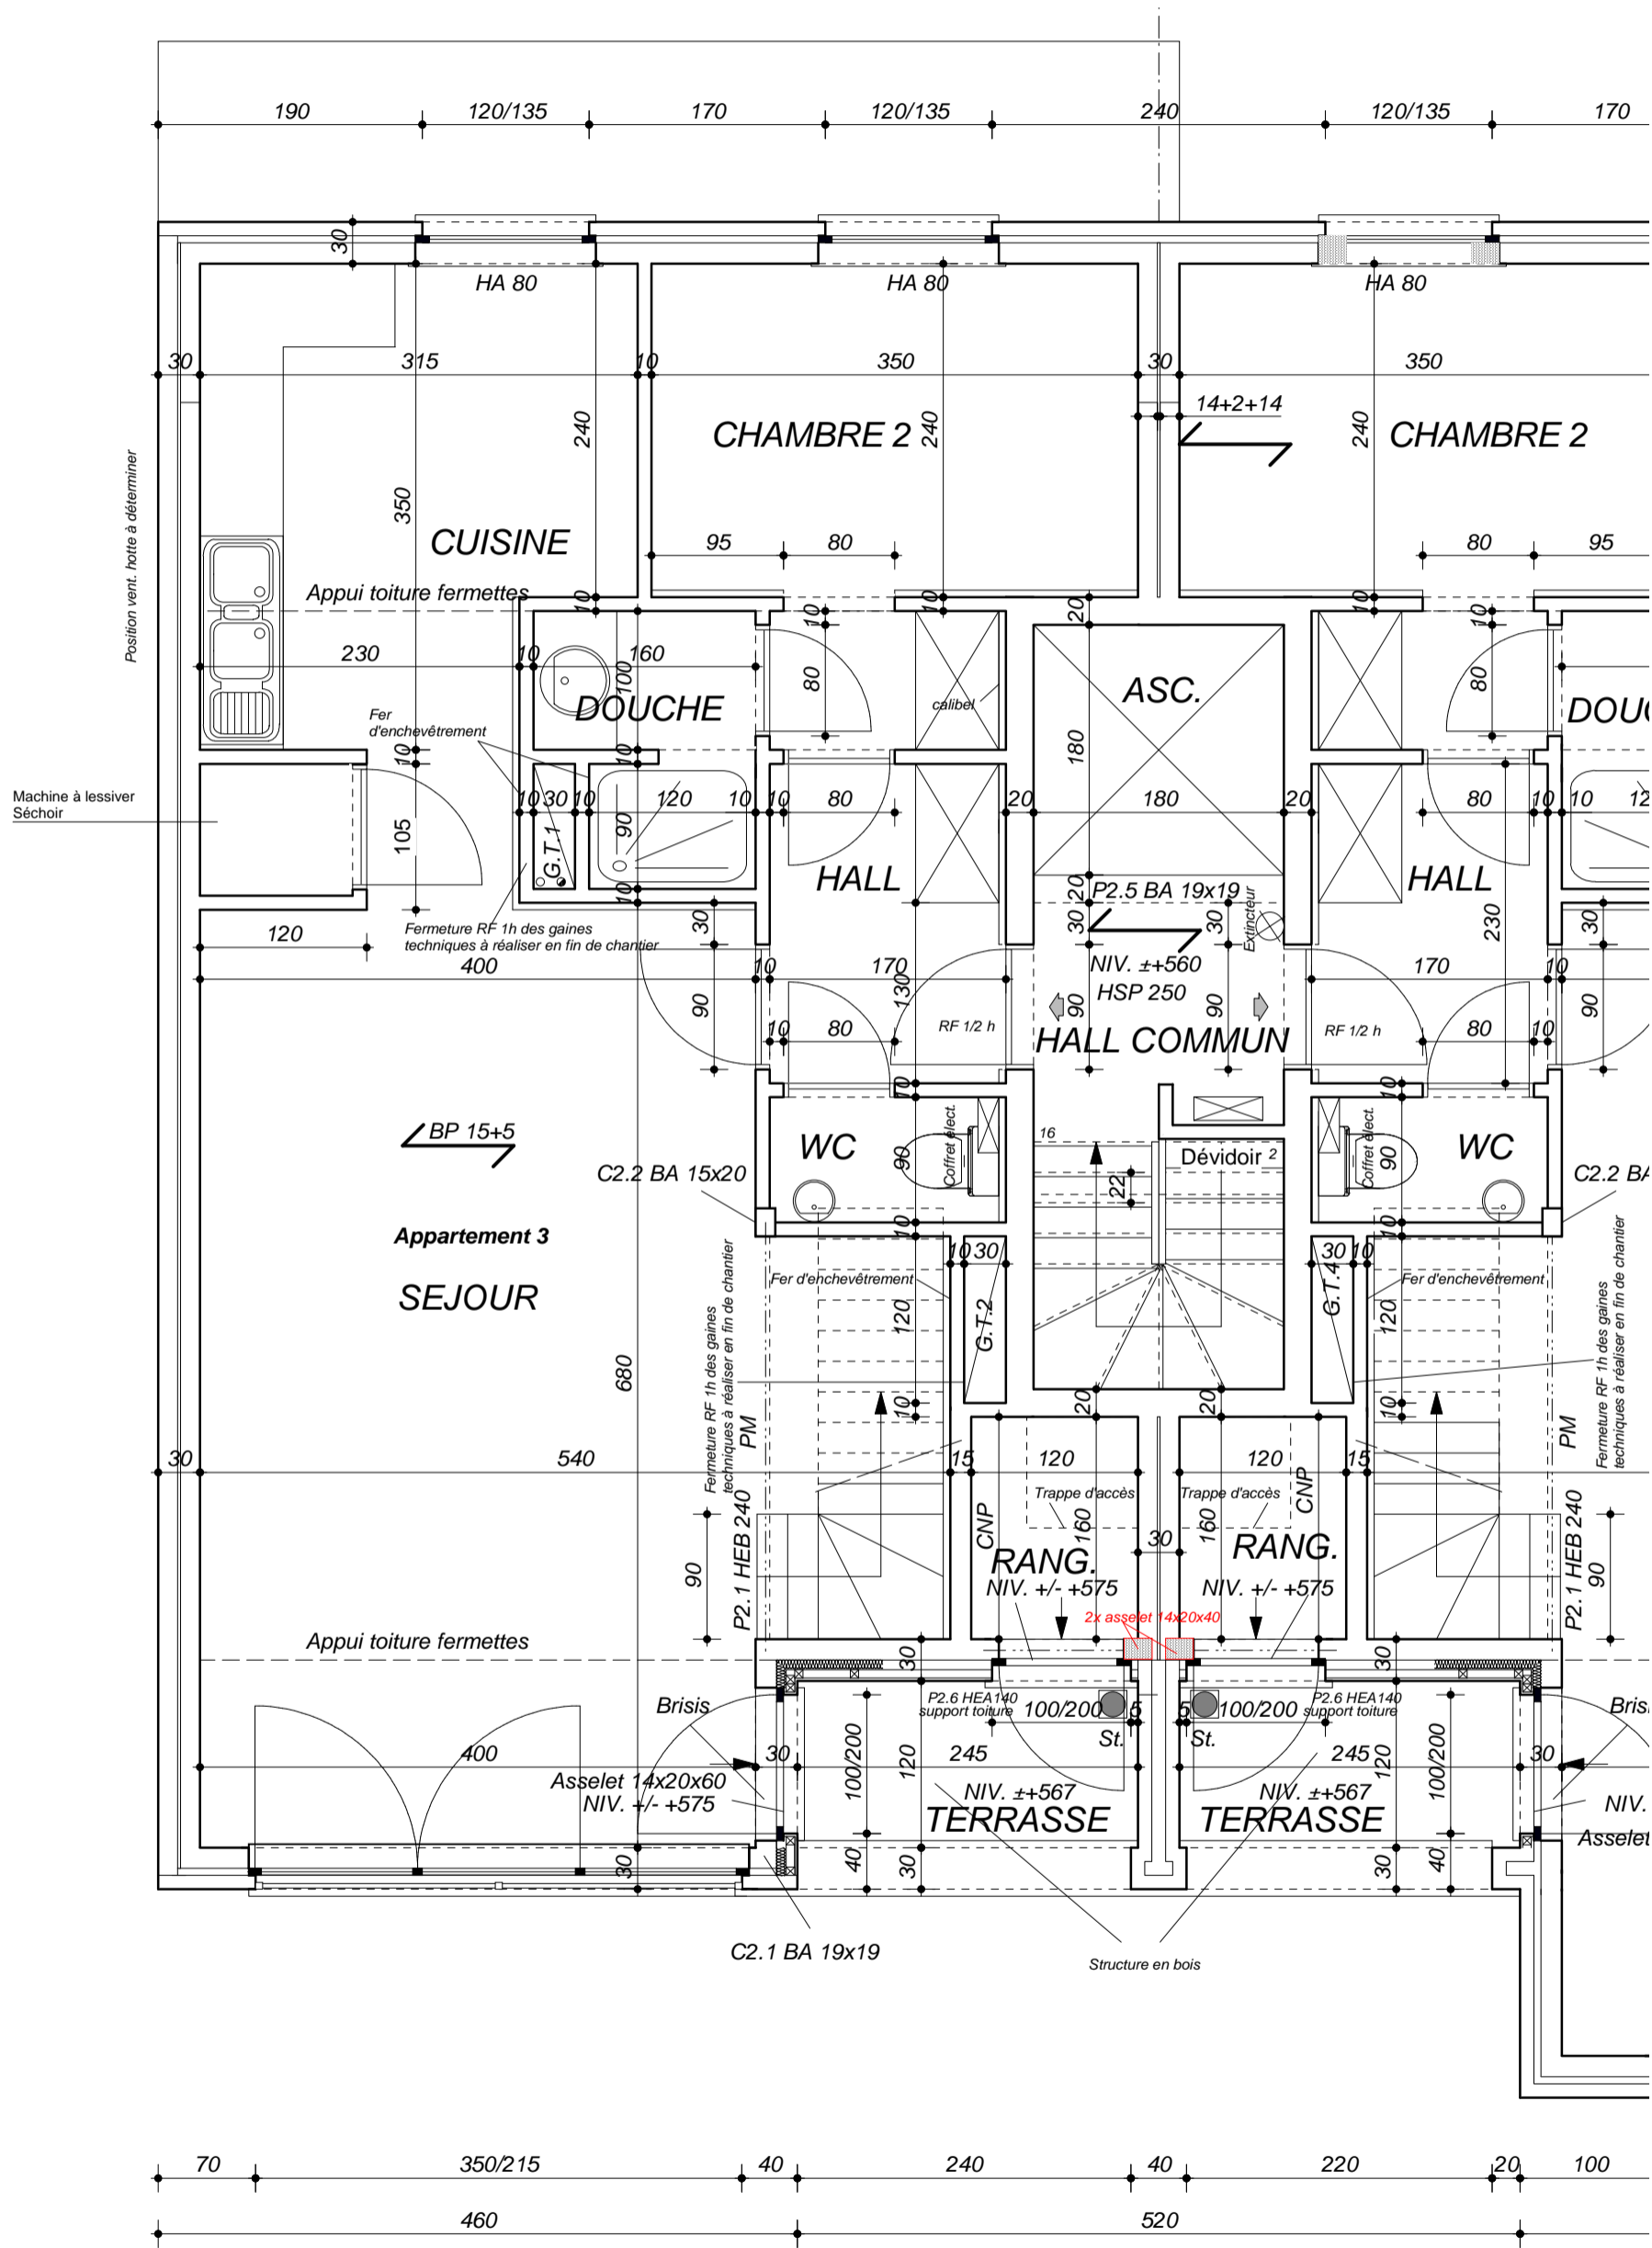 190 120/135 170 120/135 240 120/135 170
30
HA 80 HA 80 HA 80
30 315 10 350 30 350
14+2+14
240 CHAMBRE 2 240 240 CHAMBRE 2
Position vent. hotte à déterminer
350
CUISINE
95 80 80 95
Appui toiture fermettes
10 10 20 10
10 10
230 10 160
100
80 80
ASC.
DOUCHE
calibel
Fer
d'enchevêtrement
10 10
180
Machine à lessiver
Séchoir
10 30 10 120 10 10 80 20 180 20 80 10 10
105
G.T.1
90
HALL HALL
10 20
P2.5 BA 19x19
Extincteur
30 30 30 30
230
120
Fermeture RF 1h des gaines
techniques à réaliser en fin de chantier
400 10 170 170 10
NIV. ±+560
HSP 250
130
90 90 90 90
10 80 80 10
RF 1/2 h RF 1/2 h
HALL COMMUN
10 10
BP 15+5
WC WC
Coffret élect. Coffret élect.
90 90
16
Dévidoir 2
22
C2.2 BA 15x20
10 10
Appartement 3
SEJOUR
10 30 30 10
Fer d'enchevêtrement Fer d'enchevêtrement
G.T.2 G.T.4
120 120
Fermeture RF 1h des gaines
techniques à réaliser en fin de chantier
Fermeture RF 1h des gaines
techniques à réaliser en fin de chantier
680
10 20 20 10
PM PM
30 540 15 120 120 15
Trappe d'accès Trappe d'accès
CNP CNP
160 160
30
RANG. RANG.
NIV. +/- +575 NIV. +/- +575
P2.1 HEB 240 P2.1 HEB 240
90 90
2x asselet 14x20x40
Appui toiture fermettes
30 30
Brisis
P2.6 HEA140
support toiture
100/200 5 5 100/200
P2.6 HEA140
support toiture
St. St.
400 30 245 245 30
100/200 120 120 100/200
Asselet 14x20x60
NIV. +/- +575
NIV. ±+567 NIV. ±+567
NIV.
TERRASSE TERRASSE
Asselet
30 40 30 30 40
C2.1 BA 19x19
Structure en bois
70 350/215 40 240 40 220 20 100
460 520